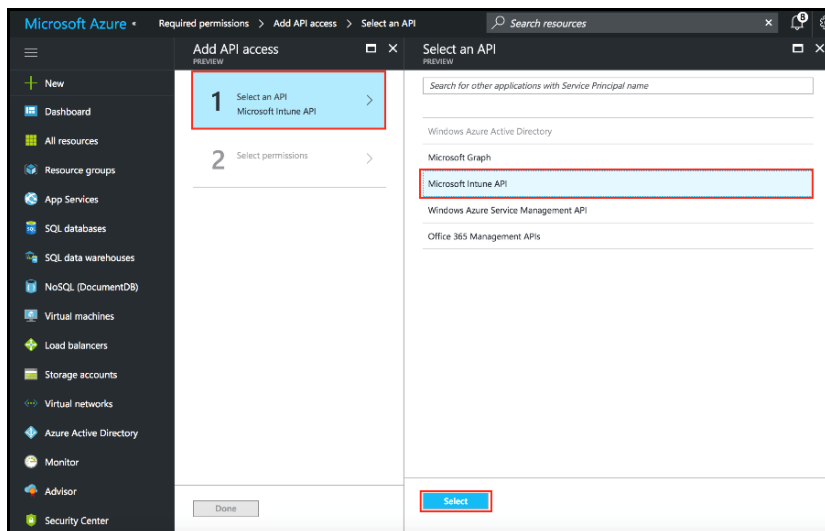 Microsoft Azure
Required permissions > Add API access > Select an API
Search resources
8
Add API access
PREVIEW
1
Select an API
Microsoft Intune API
2
Select permissions
Done
Select an API
PREVIEW
Search for other applications with Service Principal name
Windows Azure Active Directory
Microsoft Graph
Microsoft Intune API
Windows Azure Service Management API
Office 365 Management APIs
Select
New
Dashboard
All resources
Resource groups
App Services
SQL databases
SQL data warehouses
NoSQL (DocumentDB)
Virtual machines
Load balancers
Storage accounts
Virtual networks
Azure Active Directory
Monitor
Advisor
Security Center